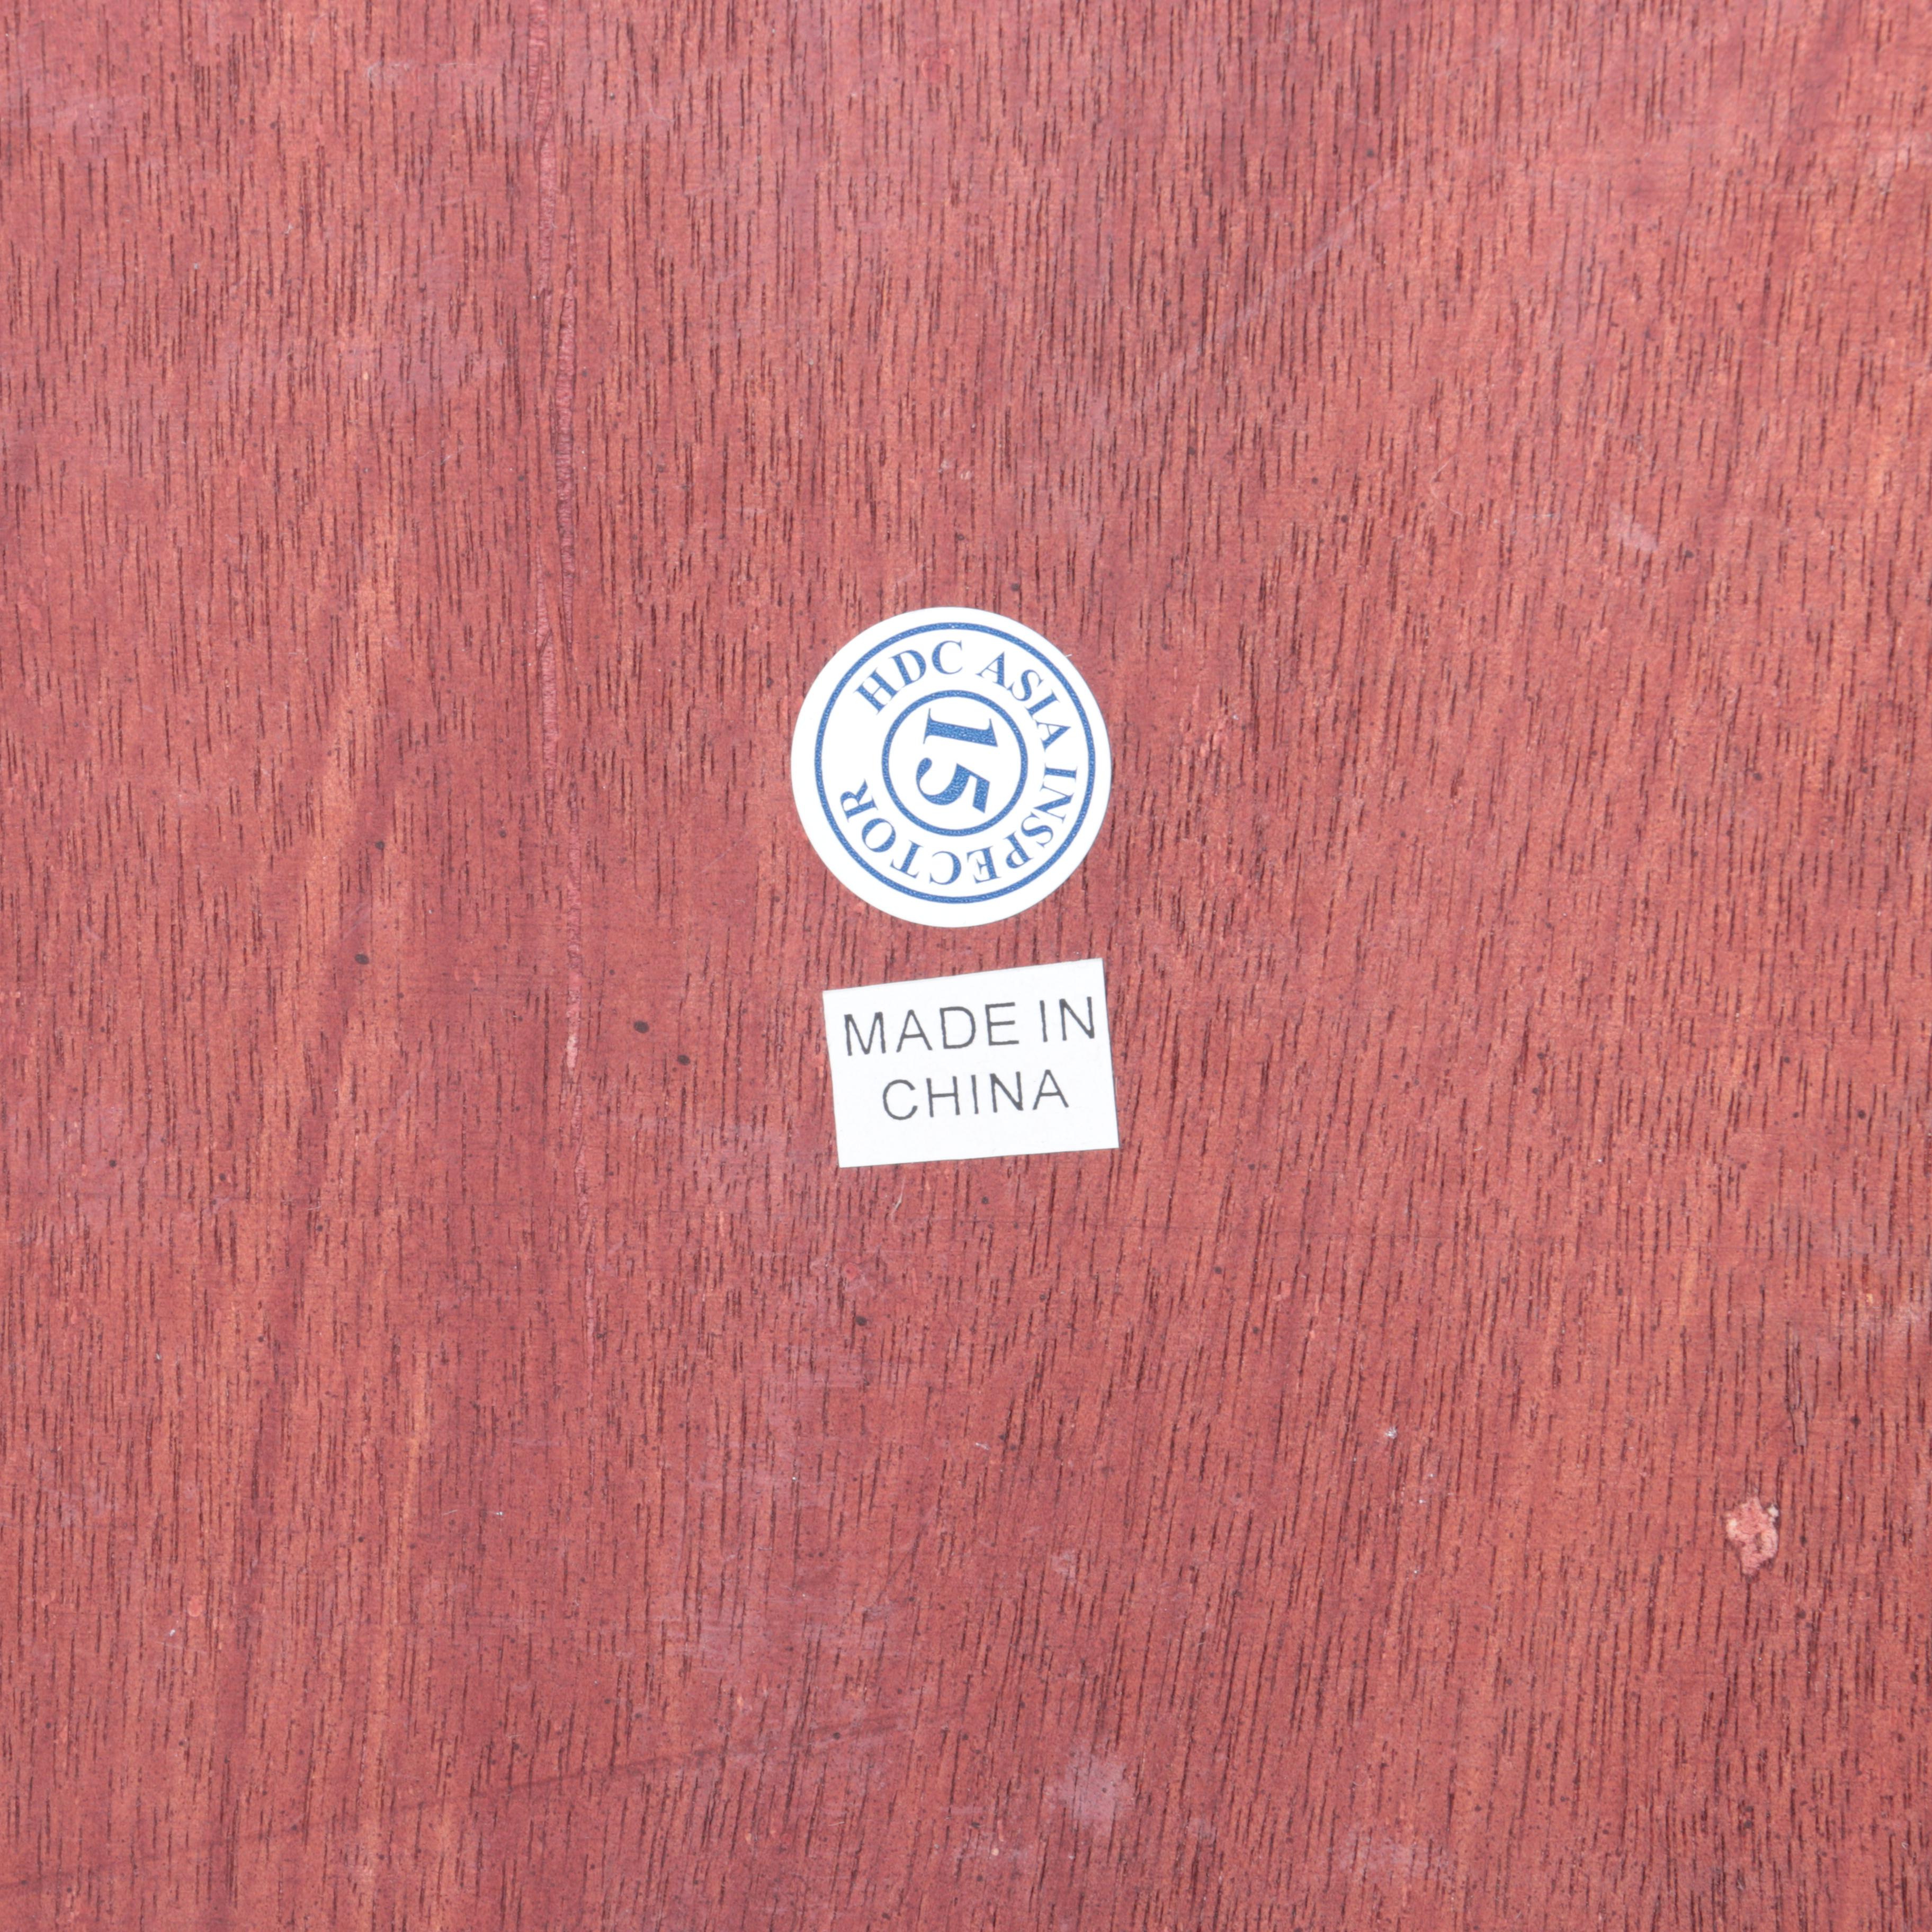 HDC ASIA INSPECTOR
15
MADE IN
CHINA